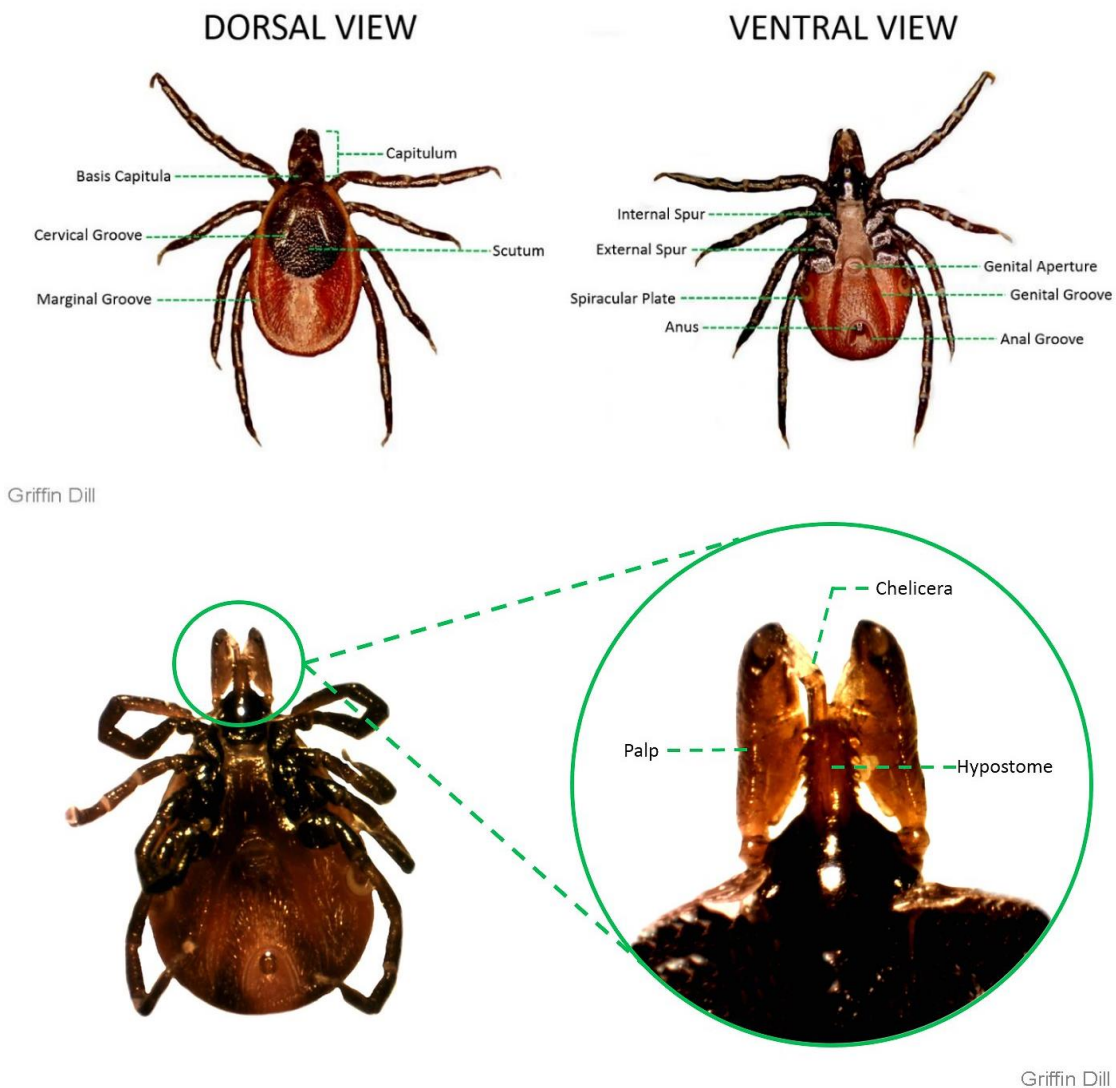 DORSAL VIEW
VENTRAL VIEW
Capitulum
Basis Capitula
Cervical Groove
Scutum
Marginal Groove
Internal Spur
External Spur
Genital Aperture
Spiracular Plate
Genital Groove
Anus
Anal Groove
Griffin Dill
Chelicera
Palp
Hypostome
Griffin Dill